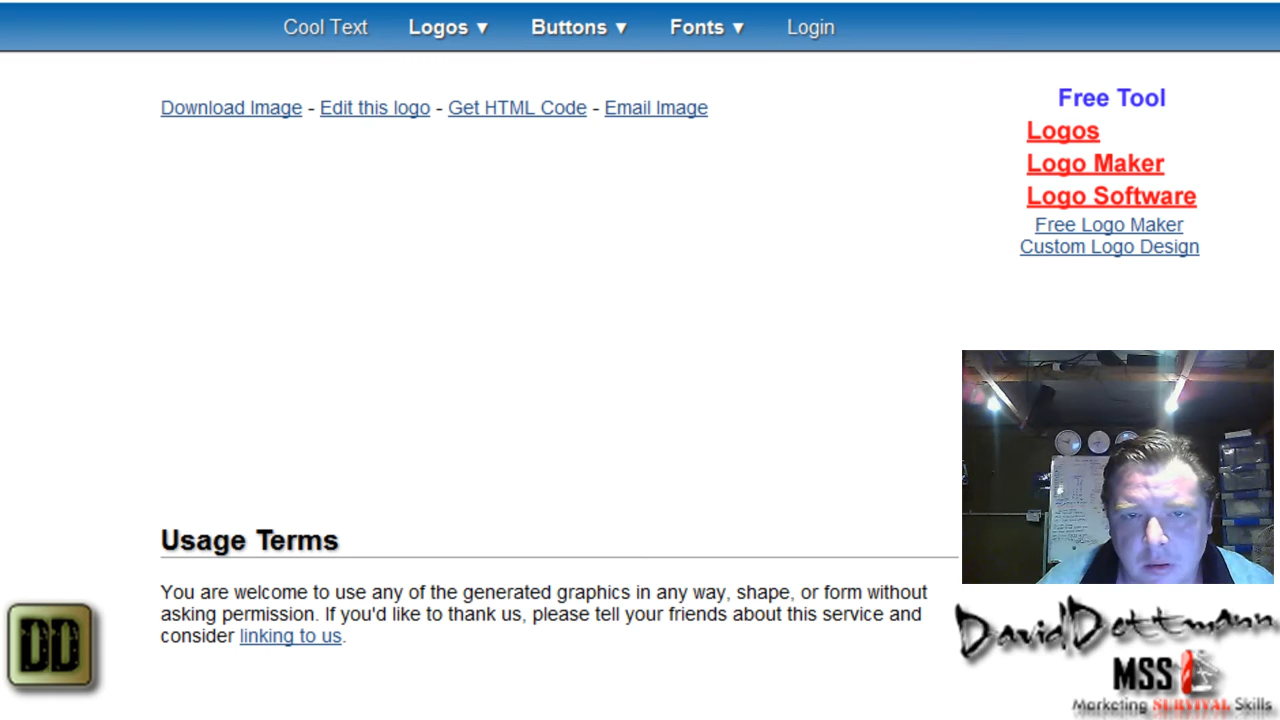 Cool Text Logos ▼ Buttons ▼ Fonts ▼ Login
Download Image - Edit this logo - Get HTML Code - Email Image
Free Tool
Logos
Logo Maker
Logo Software
Free Logo Maker
Custom Logo Design
Usage Terms
You are welcome to use any of the generated graphics in any way, shape, or form without
asking permission. If you'd like to thank us, please tell your friends about this service and
consider linking to us.
DD
David Dettmann
MSS
Marketing SURVIVAL Skills